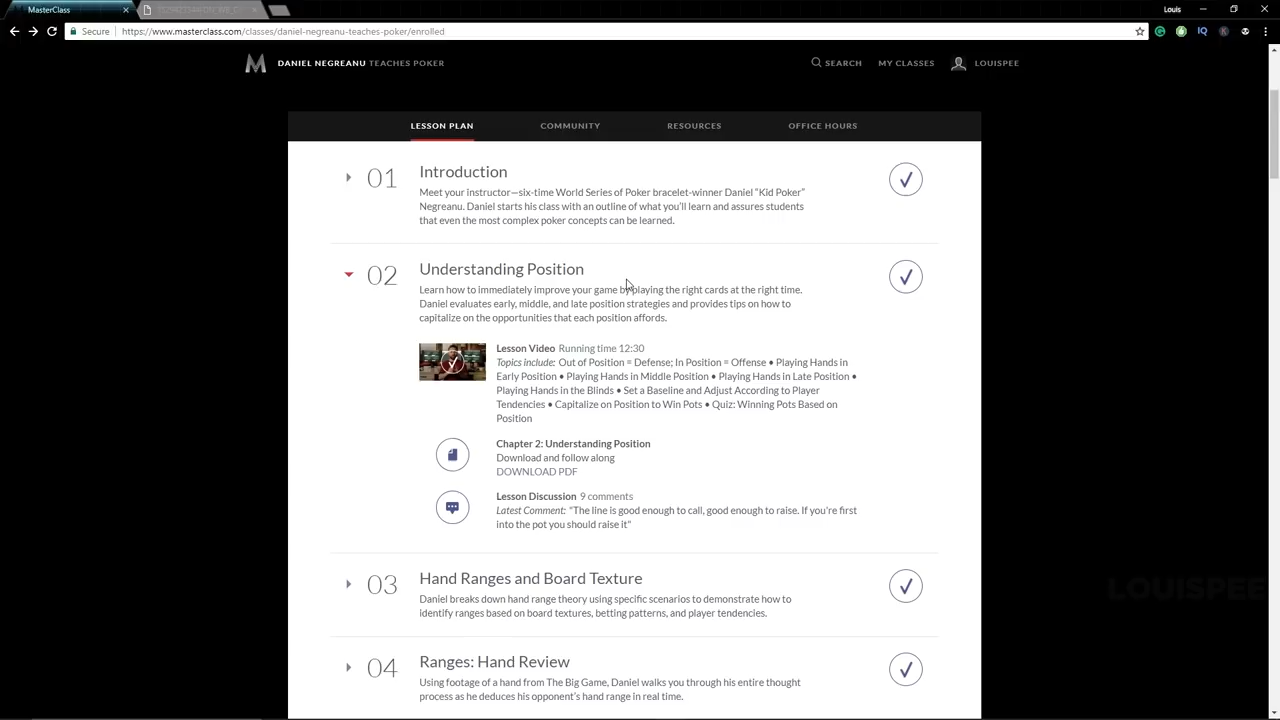 MasterClass
Louis
Secure https://www.masterclass.com/classes/daniel-negreanu-teaches-poker/enrolled
DANIEL NEGREANU TEACHES POKER
SEARCH MY CLASSES LOUISPEE
LESSON PLAN COMMUNITY RESOURCES OFFICE HOURS
01 Introduction
Meet your instructor—six-time World Series of Poker bracelet-winner Daniel “Kid Poker”
Negreanu. Daniel starts his class with an outline of what you’ll learn and assures students
that even the most complex poker concepts can be learned.
02 Understanding Position
Learn how to immediately improve your game by playing the right cards at the right time.
Daniel evaluates early, middle, and late position strategies and provides tips on how to
capitalize on the opportunities that each position affords.
Lesson Video Running time 12:30
Topics include: Out of Position = Defense; In Position = Offense • Playing Hands in
Early Position • Playing Hands in Middle Position • Playing Hands in Late Position •
Playing Hands in the Blinds • Set a Baseline and Adjust According to Player
Tendencies • Capitalize on Position to Win Pots • Quiz: Winning Pots Based on
Position
Chapter 2: Understanding Position
Download and follow along
DOWNLOAD PDF
Lesson Discussion 9 comments
Latest Comment: "The line is good enough to call, good enough to raise. If you're first
into the pot you should raise it"
03 Hand Ranges and Board Texture
Daniel breaks down hand range theory using specific scenarios to demonstrate how to
identify ranges based on board textures, betting patterns, and player tendencies.
LOUISPEE
04 Ranges: Hand Review
Using footage of a hand from The Big Game, Daniel walks you through his entire thought
process as he deduces his opponent’s hand range in real time.